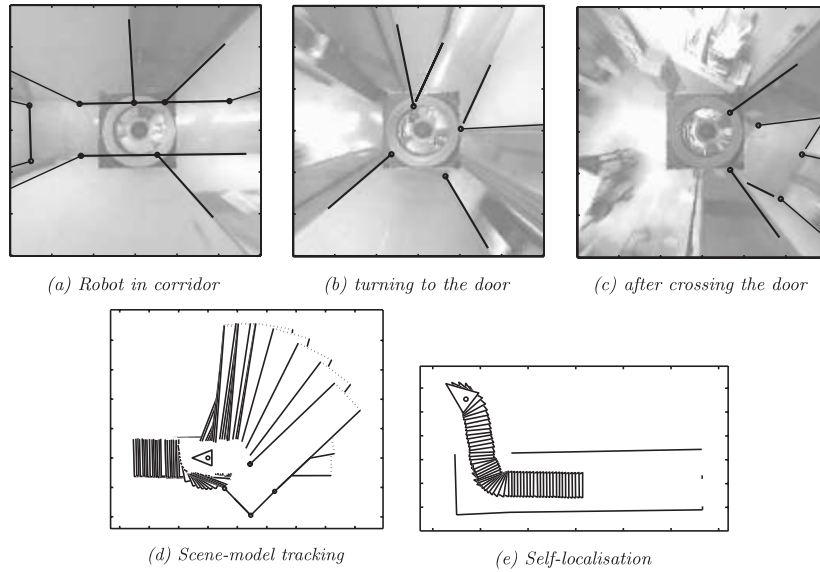 (a) Robot in corridor
(b) turning to the door
(c) after crossing the door
(d) Scene-model tracking
(e) Self-localisation